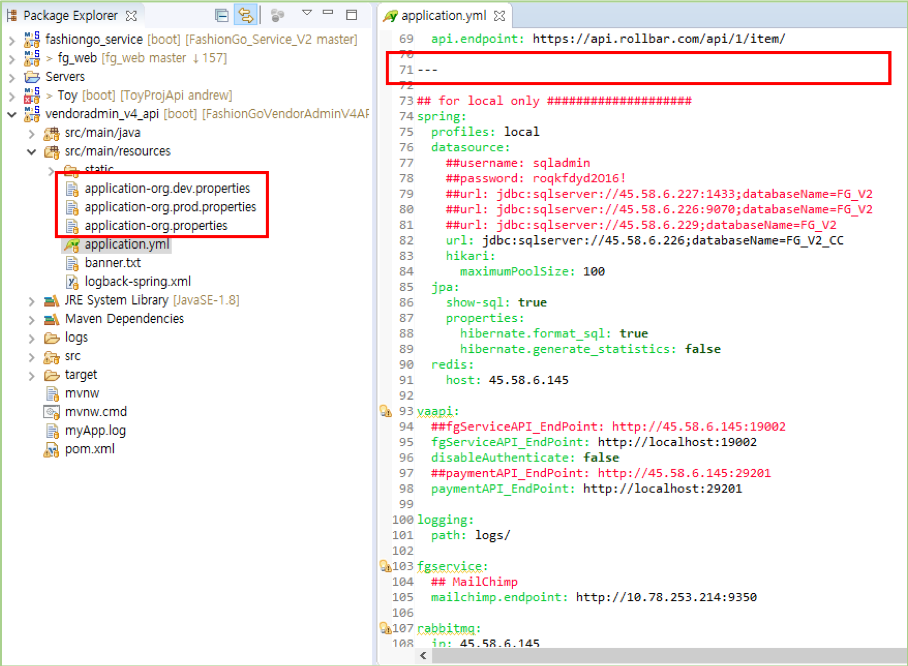 Package Explorer
fashiongo_service [boot] [FashionGo_Service_V2 master]
> fg_web [fg_web master ↓157]
Servers
> Toy [boot] [ToyProjApi andrew]
vendoradmin_v4_api [boot] [FashionGoVendorAdminV4AP
src/main/java
src/main/resources
static
application-org.dev.properties
application-org.prod.properties
application-org.properties
application.yml
banner.txt
logback-spring.xml
JRE System Library [JavaSE-1.8]
Maven Dependencies
logs
src
target
mvnw
mvnw.cmd
myApp.log
pom.xml
application.yml
69 api.endpoint: https://api.rollbar.com/api/1/item/
70
71 ---
72
73 ## for local only ####################
74 spring:
75 profiles: local
76 datasource:
77 ##username: sqladmin
78 ##password: roqkfdyd2016!
79 ##url: jdbc:sqlserver://45.58.6.227:1433;databaseName=FG_V2
80 ##url: jdbc:sqlserver://45.58.6.226:9070;databaseName=FG_V2
81 ##url: jdbc:sqlserver://45.58.6.229;databaseName=FG_V2
82 url: jdbc:sqlserver://45.58.6.226;databaseName=FG_V2_CC
83 hikari:
84 maximumPoolSize: 100
85 jpa:
86 show-sql: true
87 properties:
88 hibernate.format_sql: true
89 hibernate.generate_statistics: false
90 redis:
91 host: 45.58.6.145
92
93 vaapi:
94 ##fgServiceAPI_EndPoint: http://45.58.6.145:19002
95 fgServiceAPI_EndPoint: http://localhost:19002
96 disableAuthenticate: false
97 ##paymentAPI_EndPoint: http://45.58.6.145:29201
98 paymentAPI_EndPoint: http://localhost:29201
99
100 logging:
101 path: logs/
102
103 fgservice:
104 ## MailChimp
105 mailchimp.endpoint: http://10.78.253.214:9350
106
107 rabbitmq:
108 ip: 45.58.6.145